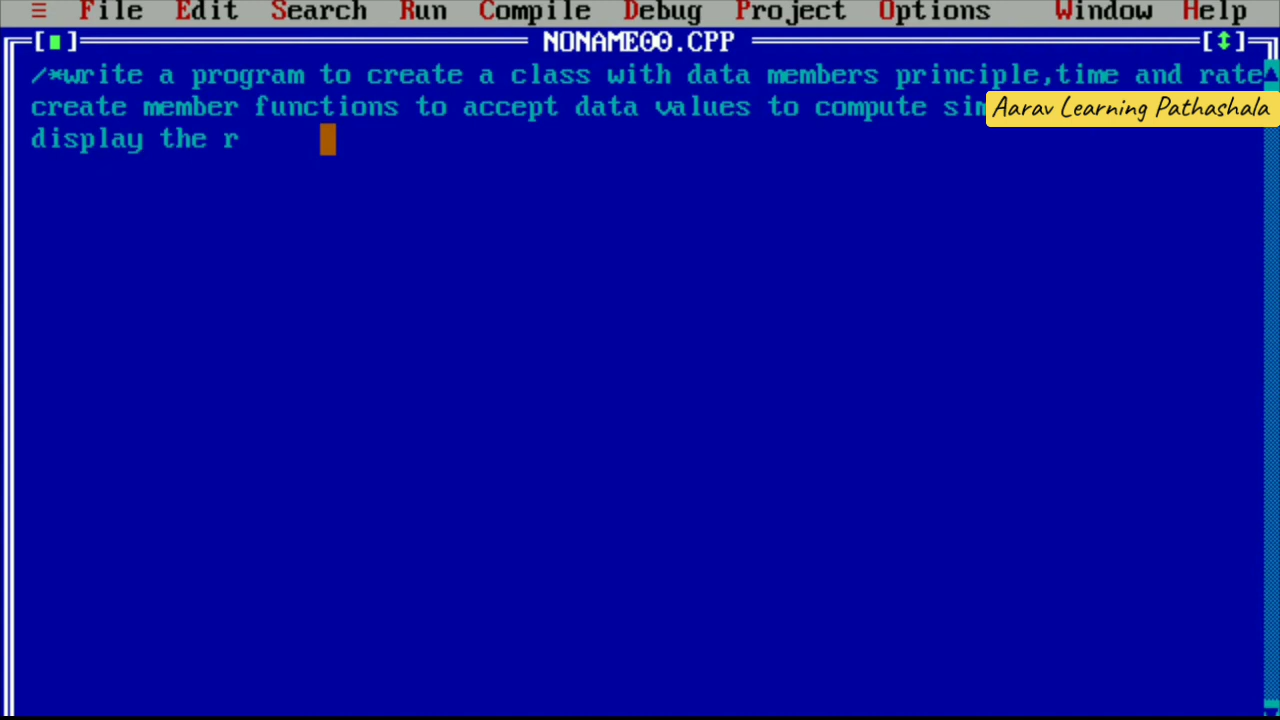 ≡ File Edit Search Run Compile Debug Project Options Window Help
[■] NONAME00.CPP [↕]
/*write a program to create a class with data members principle,time and rate
create member functions to accept data values to compute
Aarav Learning Pathashala
display the r